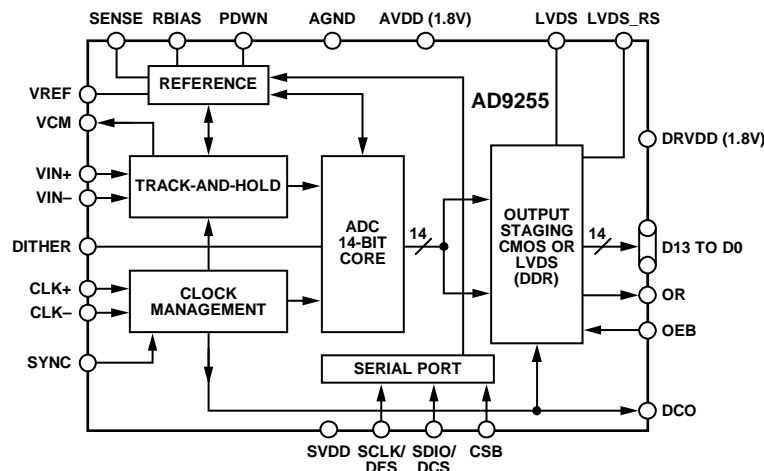 SENSE RBIAS PDWN AGND AVDD (1.8V) LVDS LVDS_RS
REFERENCE
AD9255
VREF
VCM
DRVDD (1.8V)
VIN+
VIN–
TRACK-AND-HOLD
ADC
14-BIT
CORE
14
OUTPUT
STAGING
CMOS OR
LVDS
(DDR)
14
D13 TO D0
DITHER
CLK+
CLK–
CLOCK
MANAGEMENT
OR
OEB
SYNC
SERIAL PORT
DCO
SVDD
SCLK/
DFS
SDIO/
DCS
CSB